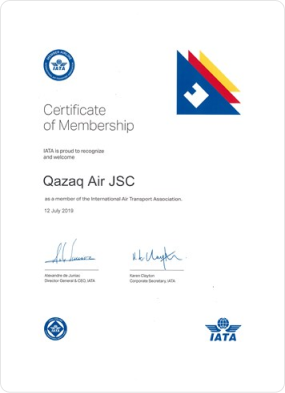 IATA
Certificate
of Membership
IATA is proud to recognize
and welcome
Qazaq Air JSC
as a member of the International Air Transport Association.
12 July 2019
Alexandre de Juniac
Director General & CEO, IATA
Karen Clayton
Corporate Secretary, IATA
IATA